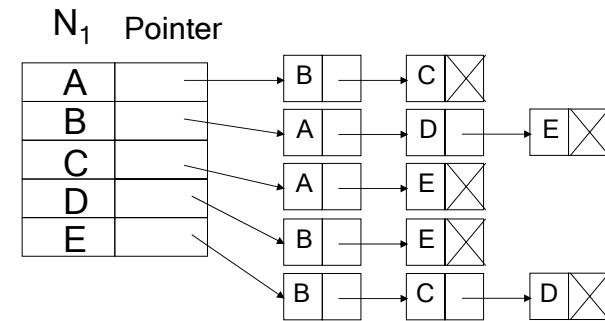 N₁ Pointer
A B C
B A D E
C A E
D B E
E B C D